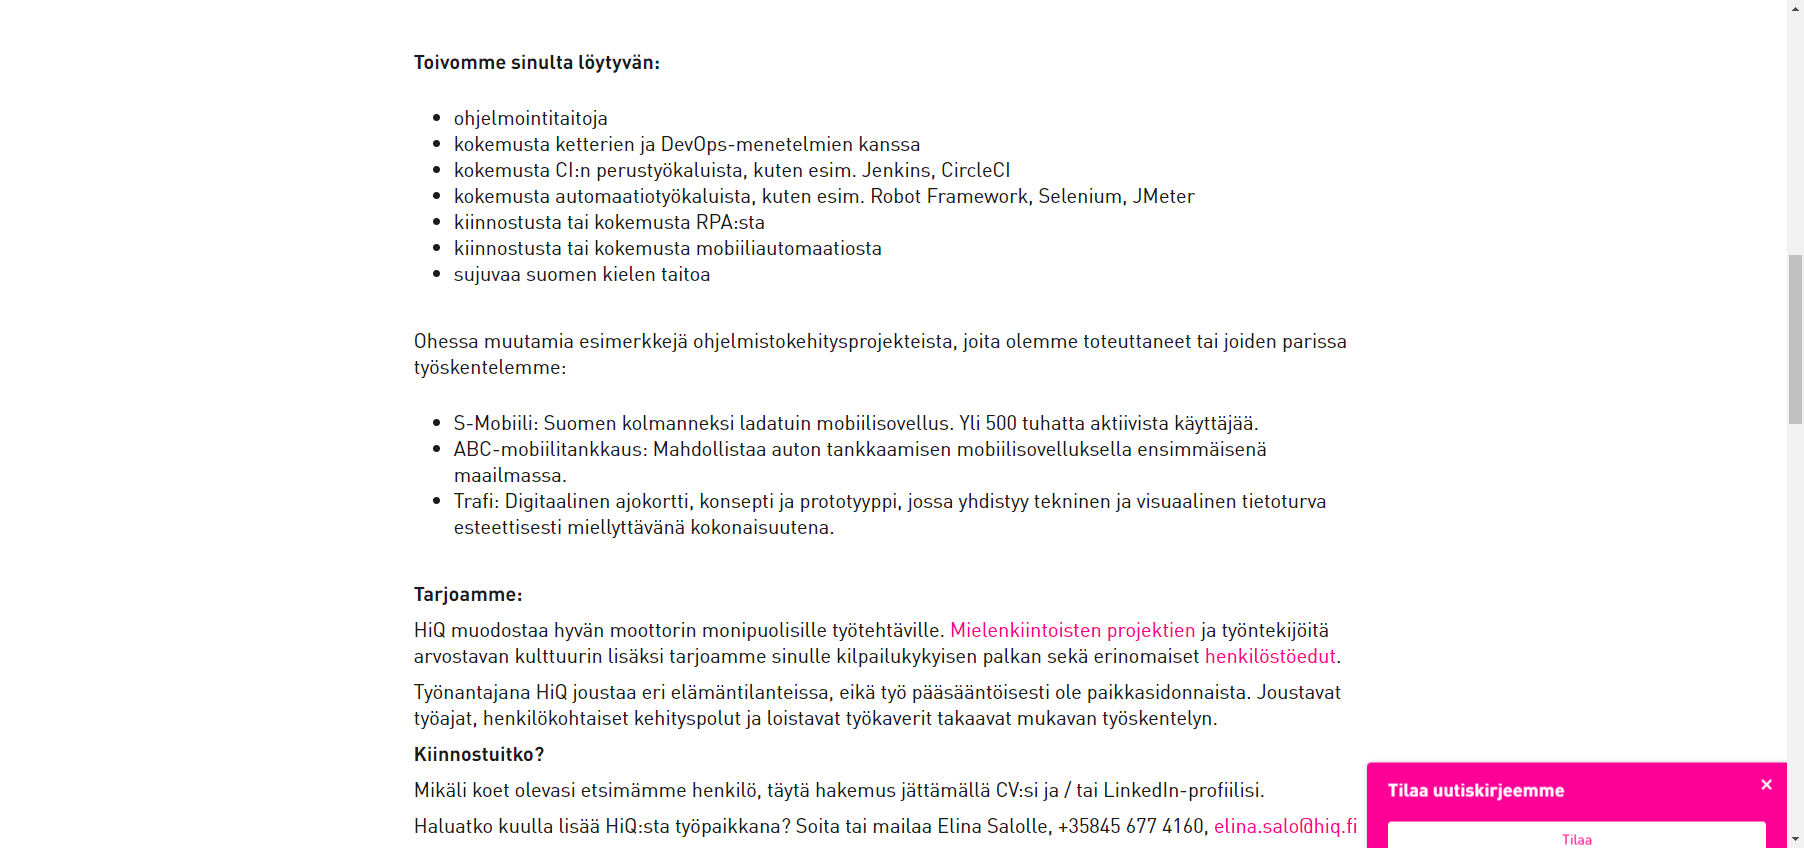 Toivomme sinulta löytyvän:
ohjelmointitaitoja
kokemusta ketterien ja DevOps-menetelmien kanssa
kokemusta CI:n perustyökaluista, kuten esim. Jenkins, CircleCI
kokemusta automaatiotyökaluista, kuten esim. Robot Framework, Selenium, JMeter
kiinnostusta tai kokemusta RPA:sta
kiinnostusta tai kokemusta mobiiliautomaatiosta
sujuvaa suomen kielen taitoa
Ohessa muutamia esimerkkejä ohjelmistokehitysprojekteista, joita olemme toteuttaneet tai joiden parissa
työskentelemme:
S-Mobiili: Suomen kolmanneksi ladatuin mobiilisovellus. Yli 500 tuhatta aktiivista käyttäjää.
ABC-mobiilitankkaus: Mahdollistaa auton tankkaamisen mobiilisovelluksella ensimmäisenä
maailmassa.
Trafi: Digitaalinen ajokortti, konsepti ja prototyyppi, jossa yhdistyy tekninen ja visuaalinen tietoturva
esteettisesti miellyttävänä kokonaisuutena.
Tarjoamme:
HiQ muodostaa hyvän moottorin monipuolisille työtehtäville. Mielenkiintoisten projektien ja työntekijöitä
arvostavan kulttuurin lisäksi tarjoamme sinulle kilpailukykyisen palkan sekä erinomaiset henkilöstöedut.
Työnantajana HiQ joustaa eri elämäntilanteissa, eikä työ pääsääntöisesti ole paikkasidonnaista. Joustavat
työajat, henkilökohtaiset kehityspolut ja loistavat työkaverit takaavat mukavan työskentelyn.
Kiinnostuitko?
Mikäli koet olevasi etsimämme henkilö, täytä hakemus jättämällä CV:si ja / tai LinkedIn-profiilisi.
Haluatko kuulla lisää HiQ:sta työpaikkana? Soita tai mailaa Elina Salolle, +35845 677 4160, elina.salo@hiq.fi
Tilaa uutiskirjeemme
Tilaa